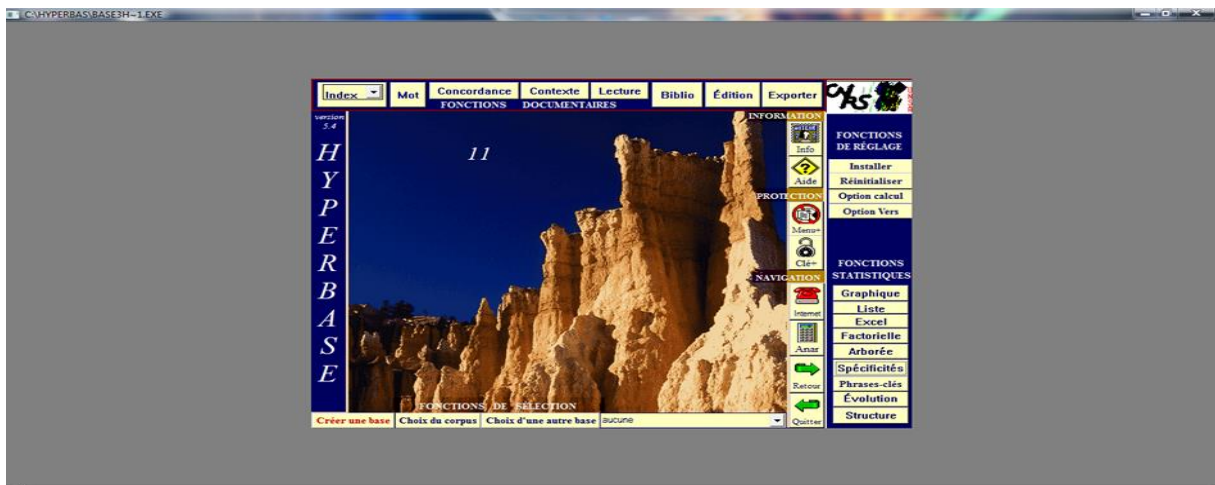 C:\HYPERBAS\BASE3H~1.EXE
Index Mot Concordance Contexte Lecture Biblio Édition Exporter
FONCTIONS DOCUMENTAIRES
CNRS
version
5.4
HYPERBASE
11
INFORMATION
Info
Aide
PROTECTION
Menu+
Clé+
NAVIGATION
Internet
Amar
Retour
Quitter
FONCTIONS
DE RÉGLAGE
Installer
Réinitialiser
Option calcul
Option Vers
FONCTIONS
STATISTIQUES
Graphique
Liste
Excel
Factorielle
Arborée
Spécificités
Phrases-clés
Évolution
Structure
FONCTIONS DE SÉLECTION
Créer une base Choix du corpus Choix d'une autre base aucune